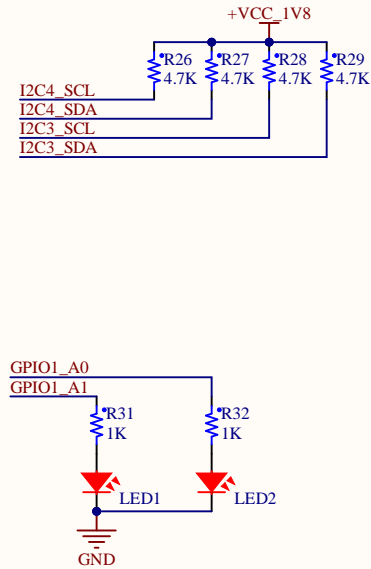 +VCC_1V8
R26 R27 R28 R29
4.7K 4.7K 4.7K 4.7K
I2C4_SCL
I2C4_SDA
I2C3_SCL
I2C3_SDA
GPIO1_A0
GPIO1_A1
R31 R32
1K 1K
LED1 LED2
GND